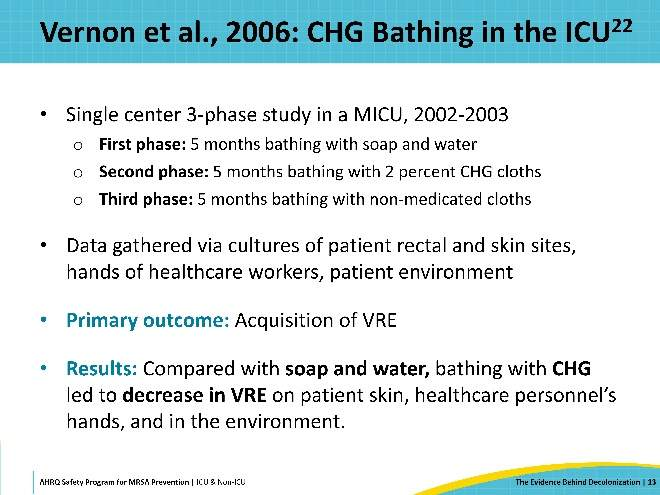 Vernon et al., 2006: CHG Bathing in the ICU22
• Single center 3-phase study in a MICU, 2002-2003
o First phase: 5 months bathing with soap and water
o Second phase: 5 months bathing with 2 percent CHG cloths
o Third phase: 5 months bathing with non-medicated cloths
• Data gathered via cultures of patient rectal and skin sites,
hands of healthcare workers, patient environment
• Primary outcome: Acquisition of VRE
• Results: Compared with soap and water, bathing with CHG
led to decrease in VRE on patient skin, healthcare personnel’s
hands, and in the environment.
AHRQ Safety Program for MRSA Prevention | ICU & Non-ICU
The Evidence Behind Decolonization | 13